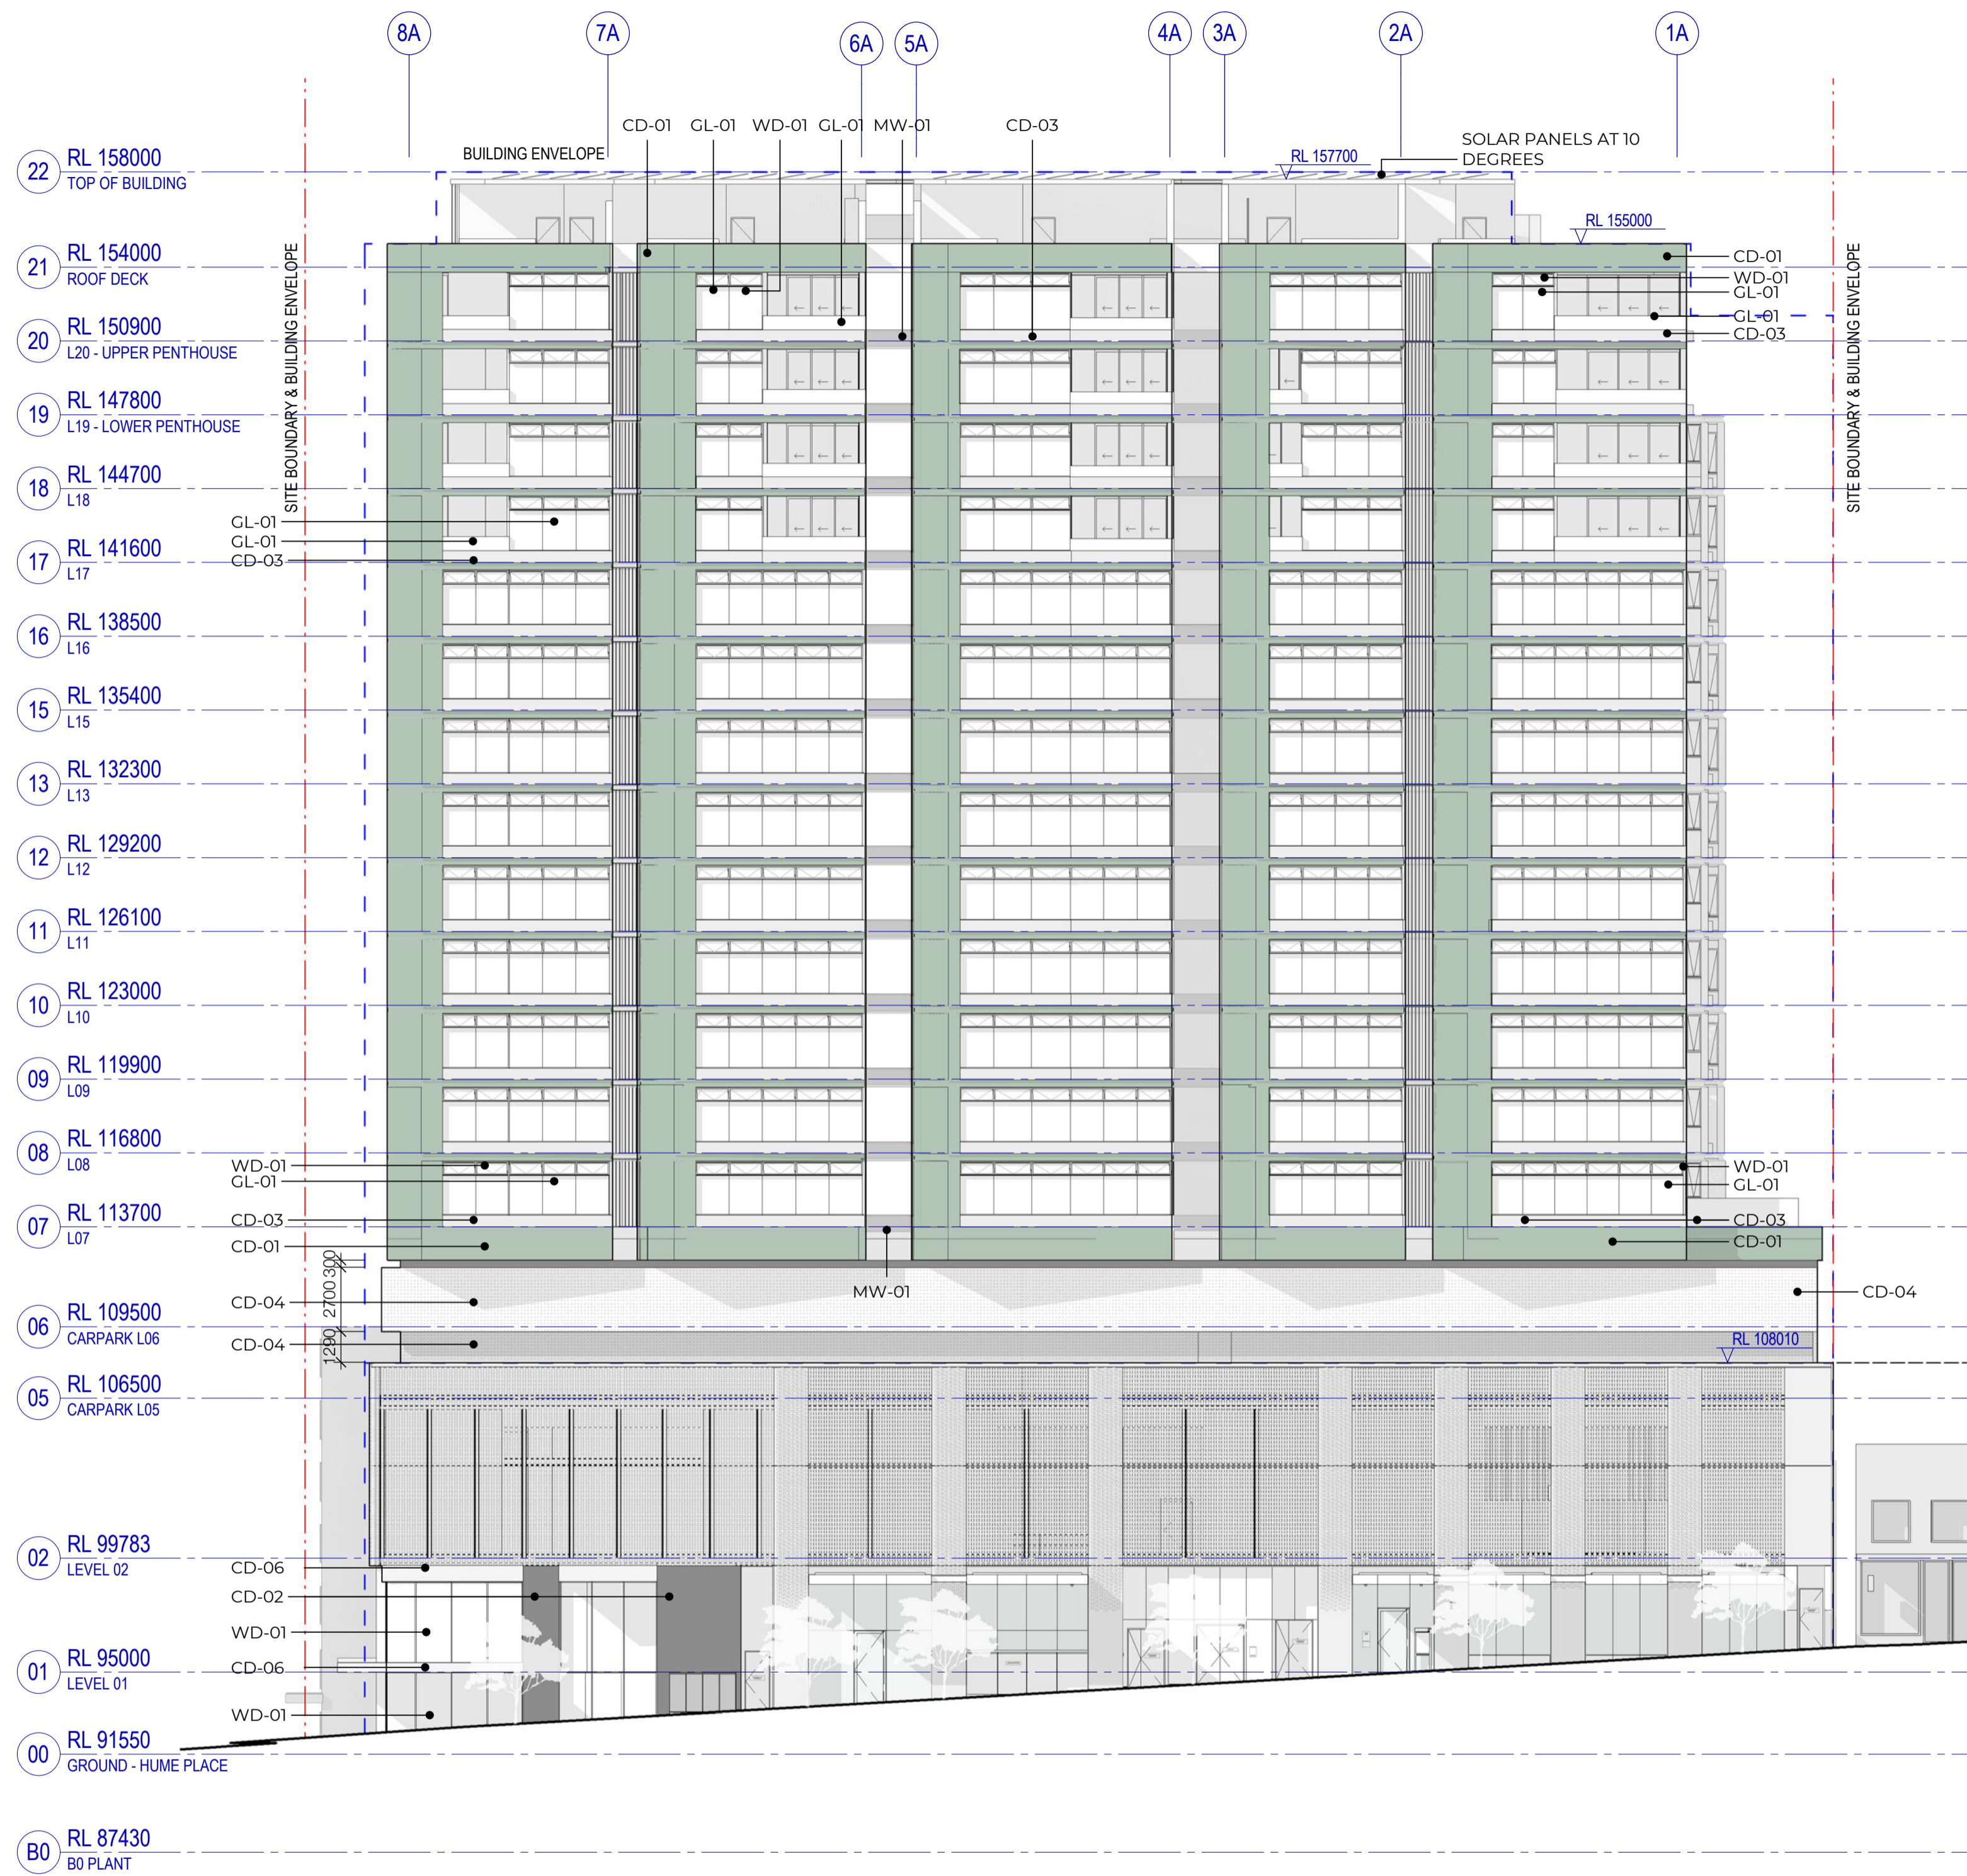 8A
7A
6A
5A
4A
3A
2A
1A
CD-01
GL-01
WD-01
GL-01
MW-01
CD-03
SOLAR PANELS AT 10
DEGREES
BUILDING ENVELOPE
RL 157700
22
RL 158000
TOP OF BUILDING
RL 155000
21
RL 154000
ROOF DECK
CD-01
WD-01
GL-01
GL-01
CD-03
SITE BOUNDARY & BUILDING ENVELOPE
SITE BOUNDARY & BUILDING ENVELOPE
20
RL 150900
L20 - UPPER PENTHOUSE
19
RL 147800
L19 - LOWER PENTHOUSE
18
RL 144700
L18
GL-01
GL-01
CD-03
17
RL 141600
L17
16
RL 138500
L16
15
RL 135400
L15
13
RL 132300
L13
12
RL 129200
L12
11
RL 126100
L11
10
RL 123000
L10
09
RL 119900
L09
08
RL 116800
L08
WD-01
GL-01
WD-01
GL-01
07
RL 113700
L07
CD-03
CD-01
CD-03
CD-01
300
2700
1290
MW-01
CD-04
CD-04
06
RL 109500
CARPARK L06
CD-04
RL 108010
05
RL 106500
CARPARK L05
02
RL 99783
LEVEL 02
CD-06
CD-02
WD-01
CD-06
01
RL 95000
LEVEL 01
WD-01
00
RL 91550
GROUND - HUME PLACE
B0
RL 87430
B0 PLANT